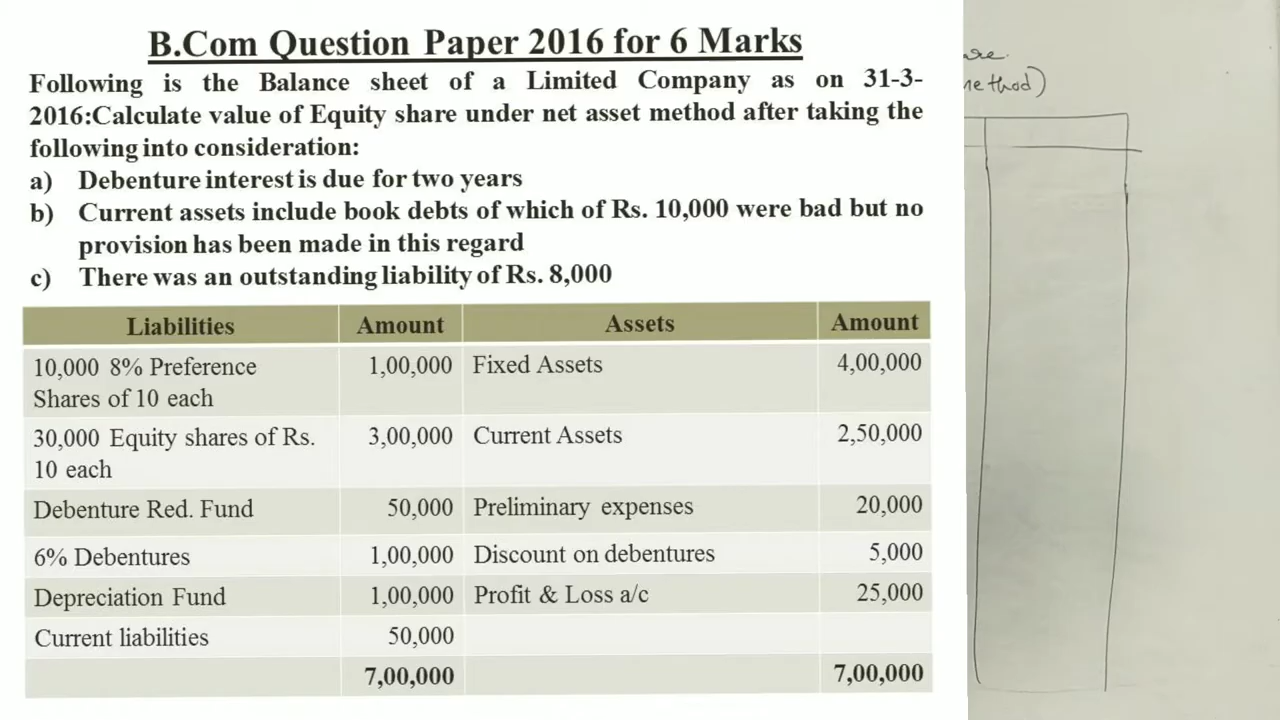 B.Com Question Paper 2016 for 6 Marks
Following is the Balance sheet of a Limited Company as on 31-3-
2016:Calculate value of Equity share under net asset method after taking the
following into consideration:
a) Debenture interest is due for two years
b) Current assets include book debts of which of Rs. 10,000 were bad but no
provision has been made in this regard
c) There was an outstanding liability of Rs. 8,000
Liabilities Amount Assets Amount
10,000 8% Preference 1,00,000 Fixed Assets 4,00,000
Shares of 10 each
30,000 Equity shares of Rs. 3,00,000 Current Assets 2,50,000
10 each
Debenture Red. Fund 50,000 Preliminary expenses 20,000
6% Debentures 1,00,000 Discount on debentures 5,000
Depreciation Fund 1,00,000 Profit & Loss a/c 25,000
Current liabilities 50,000
7,00,000 7,00,000